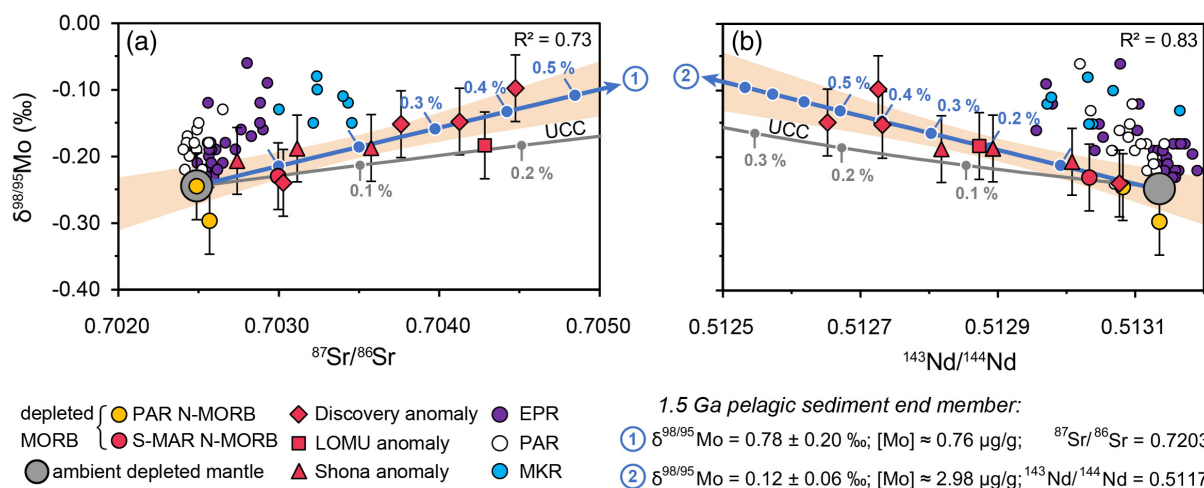 (a)
R² = 0.73
0.00
-0.10
-0.20
-0.30
-0.40
δ98/95Mo (‰)
0.3 %
0.4 %
0.5 %
1
UCC
0.1 %
0.2 %
0.702
0.7030
0.704
0.7050
87Sr/86Sr
(b)
R² = 0.83
2
0.5 %
0.4 %
0.3 %
0.2 %
UCC
0.3 %
0.2 %
0.1 %
0.5125
0.5127
0.5129
0.5131
143Nd/144Nd
depleted MORB { PAR N-MORB
S-MAR N-MORB
ambient depleted mantle
Discovery anomaly
LOMU anomaly
Shona anomaly
EPR
PAR
MKR
1.5 Ga pelagic sediment end member:
1 δ98/95Mo = 0.78 ± 0.20 ‰; [Mo] ≈ 0.76 µg/g; 87Sr/86Sr = 0.7203
2 δ98/95Mo = 0.12 ± 0.06 ‰; [Mo] ≈ 2.98 µg/g; 143Nd/144Nd = 0.5117